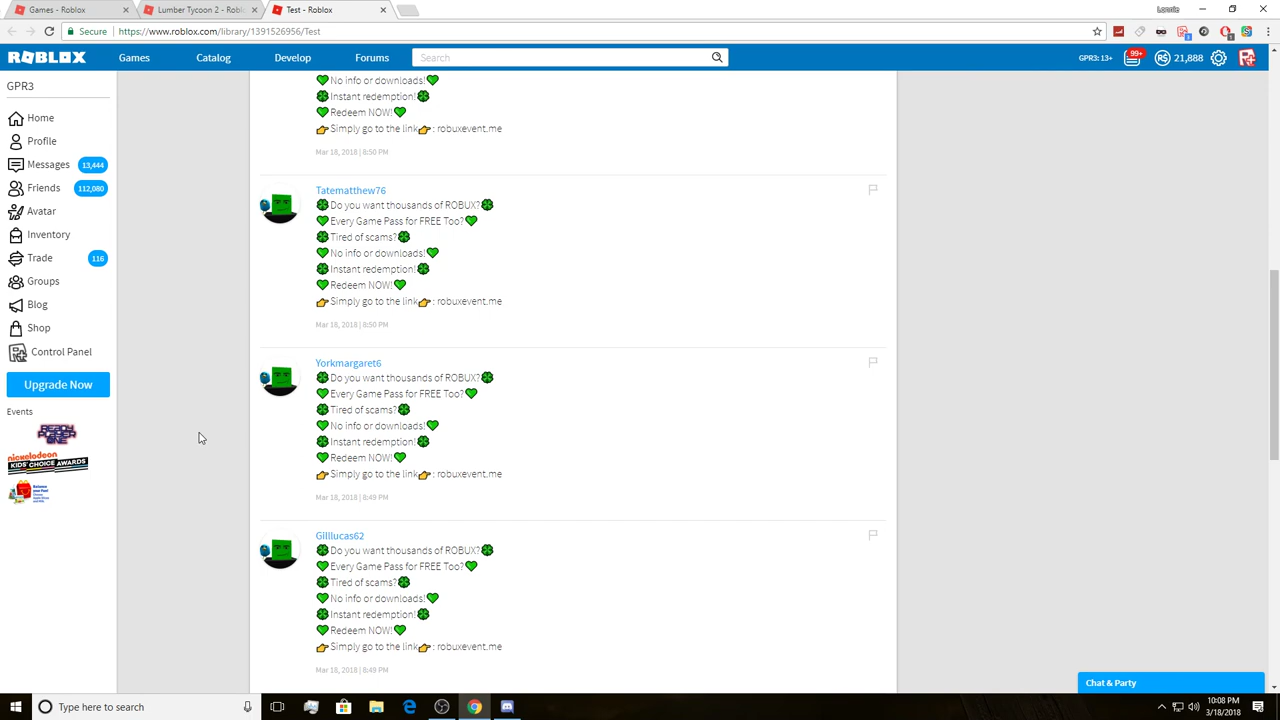 Games - Roblox
Lumber Tycoon 2 - Robl
Test - Roblox
Lannie
Secure
https://www.roblox.com/library/1391526956/Test
ROBLOX
Games
Catalog
Develop
Forums
Search
GPR3: 13+
99+
R$ 21,888
GPR3
Home
Profile
Messages
13,444
Friends
112,080
Avatar
Inventory
Trade
116
Groups
Blog
Shop
Control Panel
Upgrade Now
Events
READY PLAYER ONE
nickelodeon
KIDS' CHOICE AWARDS
💚No info or downloads!💚
🍀Instant redemption!🍀
💚Redeem NOW!💚
👉Simply go to the link👉: robuxevent.me
Mar 18, 2018 | 8:50 PM
Tatematthew76
🍀Do you want thousands of ROBUX?🍀
💚Every Game Pass for FREE Too?💚
🍀Tired of scams?🍀
💚No info or downloads!💚
🍀Instant redemption!🍀
💚Redeem NOW!💚
👉Simply go to the link👉: robuxevent.me
Mar 18, 2018 | 8:50 PM
Yorkmargaret6
🍀Do you want thousands of ROBUX?🍀
💚Every Game Pass for FREE Too?💚
🍀Tired of scams?🍀
💚No info or downloads!💚
🍀Instant redemption!🍀
💚Redeem NOW!💚
👉Simply go to the link👉: robuxevent.me
Mar 18, 2018 | 8:49 PM
Gilllucas62
🍀Do you want thousands of ROBUX?🍀
💚Every Game Pass for FREE Too?💚
🍀Tired of scams?🍀
💚No info or downloads!💚
🍀Instant redemption!🍀
💚Redeem NOW!💚
👉Simply go to the link👉: robuxevent.me
Mar 18, 2018 | 8:49 PM
Chat & Party
Type here to search
10:08 PM
3/18/2018